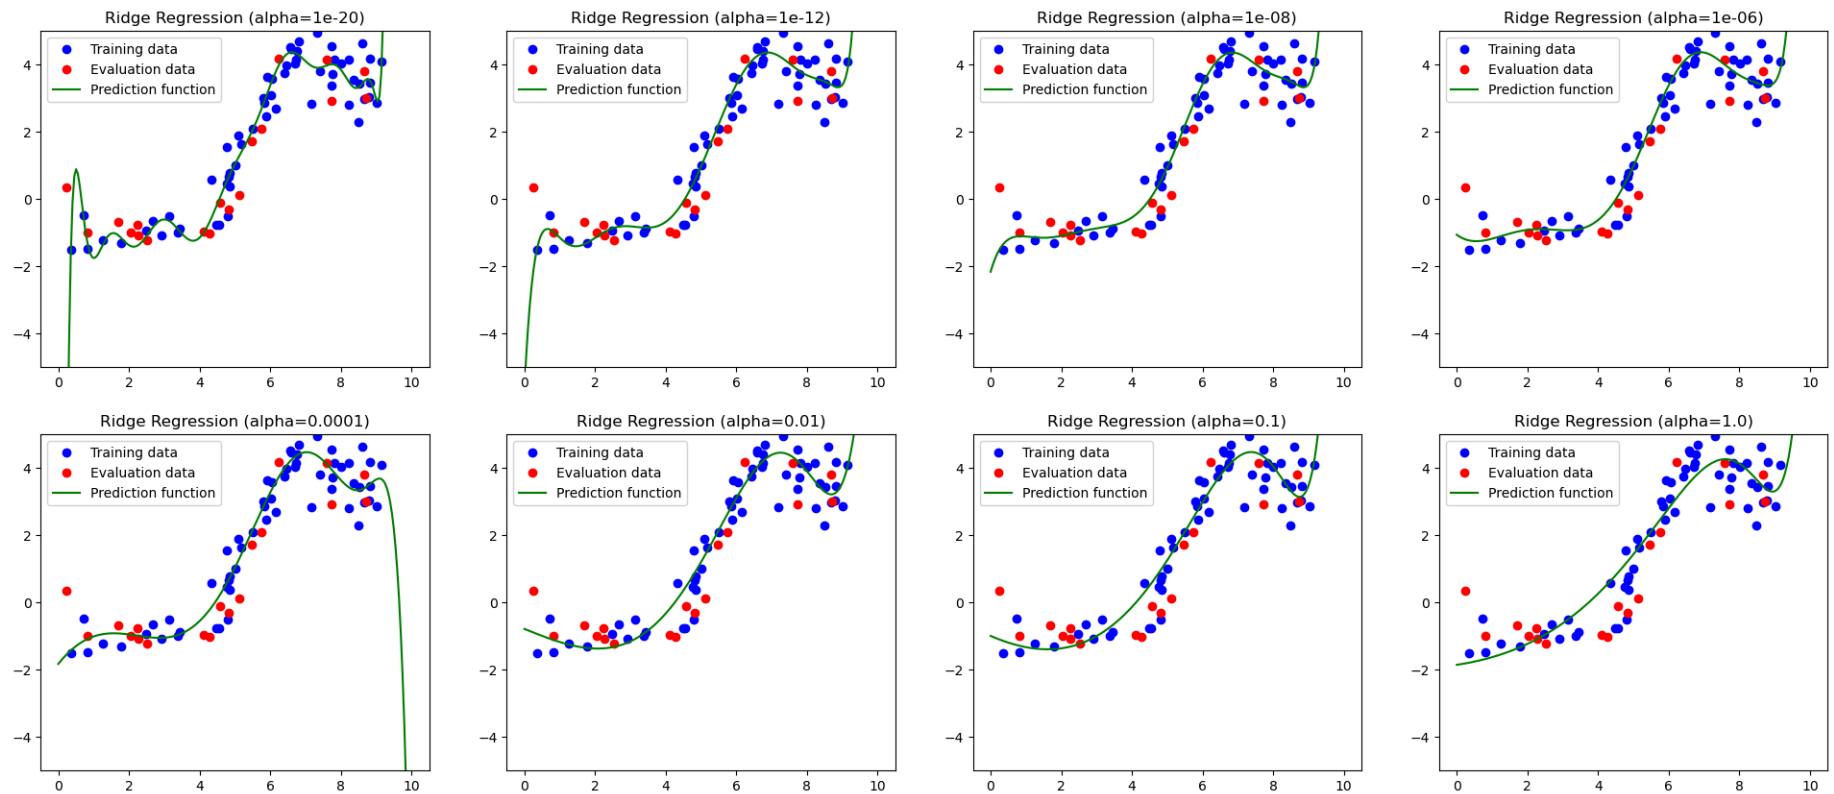 Ridge Regression (alpha=1e-20)
Training data
Evaluation data
Prediction function
4
2
0
−2
−4
0 2 4 6 8 10
Ridge Regression (alpha=1e-12)
Training data
Evaluation data
Prediction function
4
2
0
−2
−4
0 2 4 6 8 10
Ridge Regression (alpha=1e-08)
Training data
Evaluation data
Prediction function
4
2
0
−2
−4
0 2 4 6 8 10
Ridge Regression (alpha=1e-06)
Training data
Evaluation data
Prediction function
4
2
0
−2
−4
0 2 4 6 8 10
Ridge Regression (alpha=0.0001)
Training data
Evaluation data
Prediction function
4
2
0
−2
−4
0 2 4 6 8 10
Ridge Regression (alpha=0.01)
Training data
Evaluation data
Prediction function
4
2
0
−2
−4
0 2 4 6 8 10
Ridge Regression (alpha=0.1)
Training data
Evaluation data
Prediction function
4
2
0
−2
−4
0 2 4 6 8 10
Ridge Regression (alpha=1.0)
Training data
Evaluation data
Prediction function
4
2
0
−2
−4
0 2 4 6 8 10